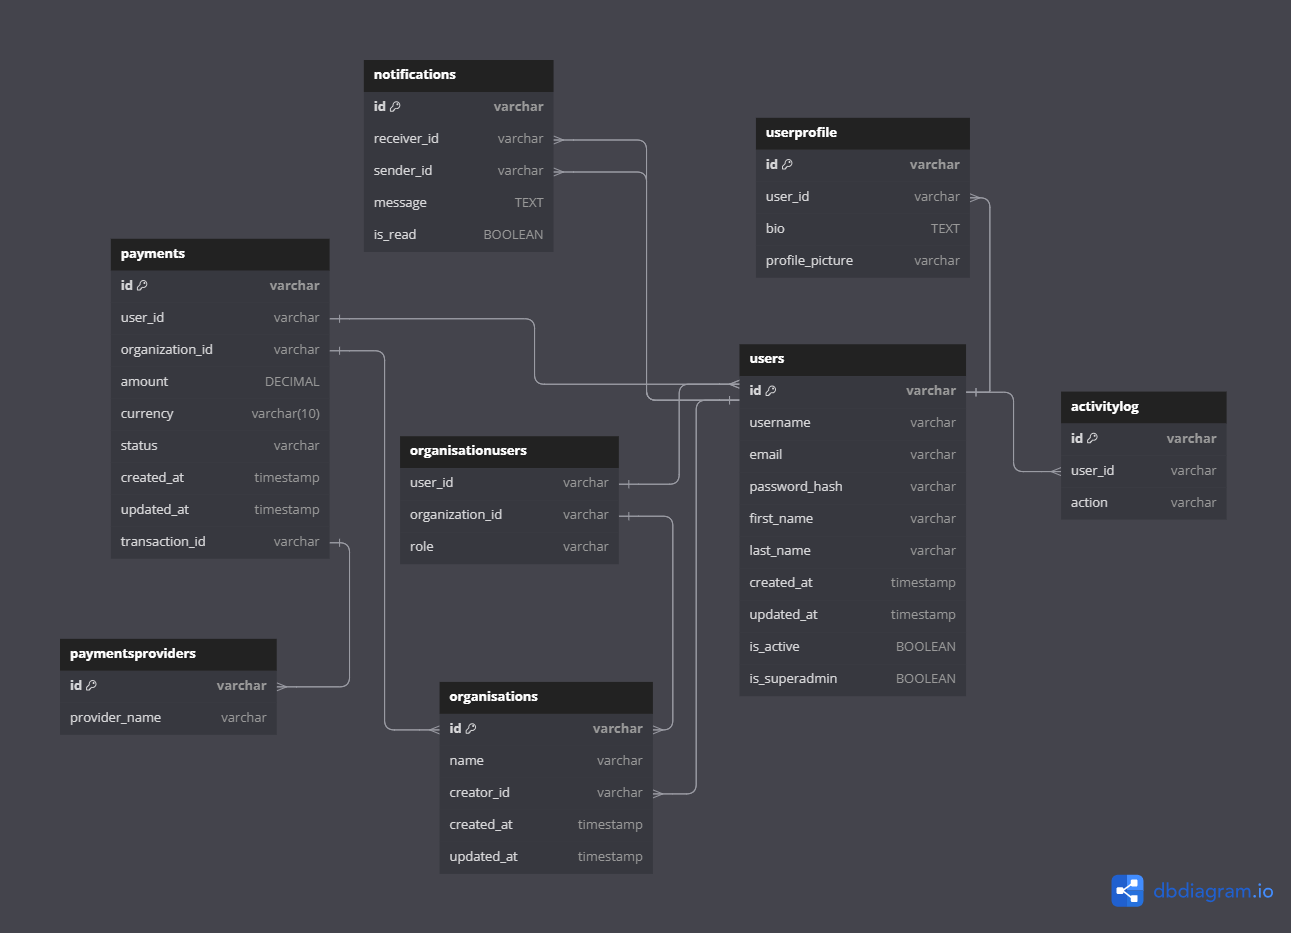 notifications
id varchar
receiver_id varchar
sender_id varchar
message TEXT
is_read BOOLEAN
userprofile
id varchar
user_id varchar
bio TEXT
profile_picture varchar
payments
id varchar
user_id varchar
organization_id varchar
amount DECIMAL
currency varchar(10)
status varchar
created_at timestamp
updated_at timestamp
transaction_id varchar
users
id varchar
username varchar
email varchar
password_hash varchar
first_name varchar
last_name varchar
created_at timestamp
updated_at timestamp
is_active BOOLEAN
is_superadmin BOOLEAN
activitylog
id varchar
user_id varchar
action varchar
organisationusers
user_id varchar
organization_id varchar
role varchar
paymentsproviders
id varchar
provider_name varchar
organisations
id varchar
name varchar
creator_id varchar
created_at timestamp
updated_at timestamp
dbdiagram.io